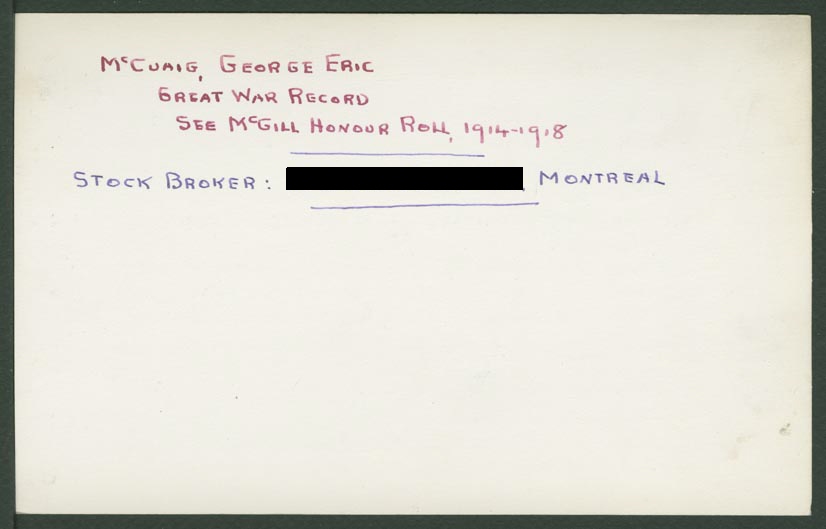 McCUAIG, GEORGE ERIC
GREAT WAR RECORD
SEE McGILL HONOUR ROLL, 1914-1918
STOCK BROKER: , MONTREAL